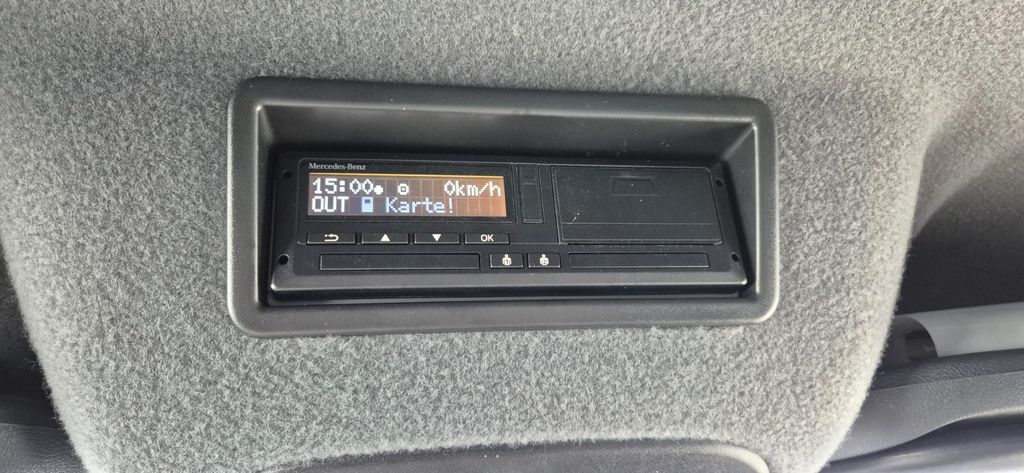 Mercedes-Benz
15:00 0km/h
OUT Karte!
OK